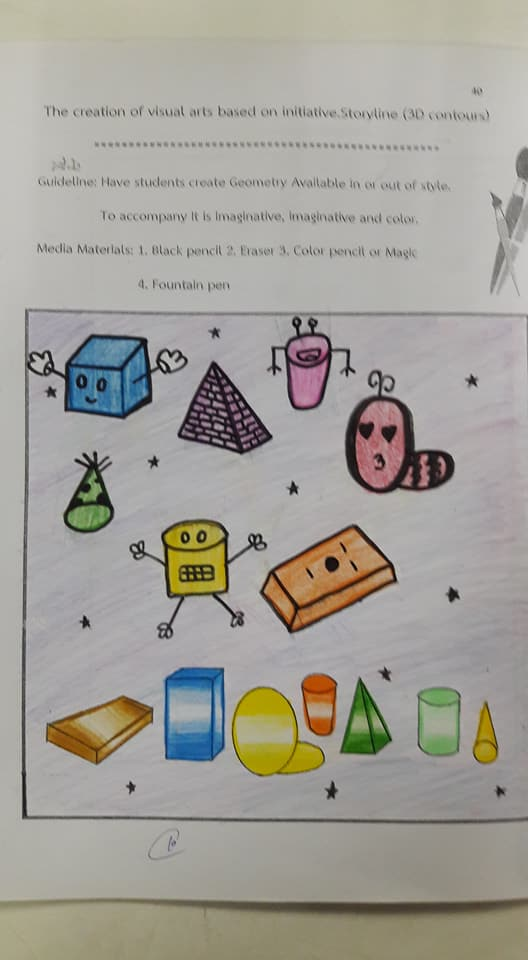 40
The creation of visual arts based on initiative.Storyline (3D contours)
Guideline: Have students create Geometry Available in or out of style.
To accompany It is imaginative, imaginative and color.
Media Materials: 1. Black pencil 2. Eraser 3. Color pencil or Magic
4. Fountain pen
10